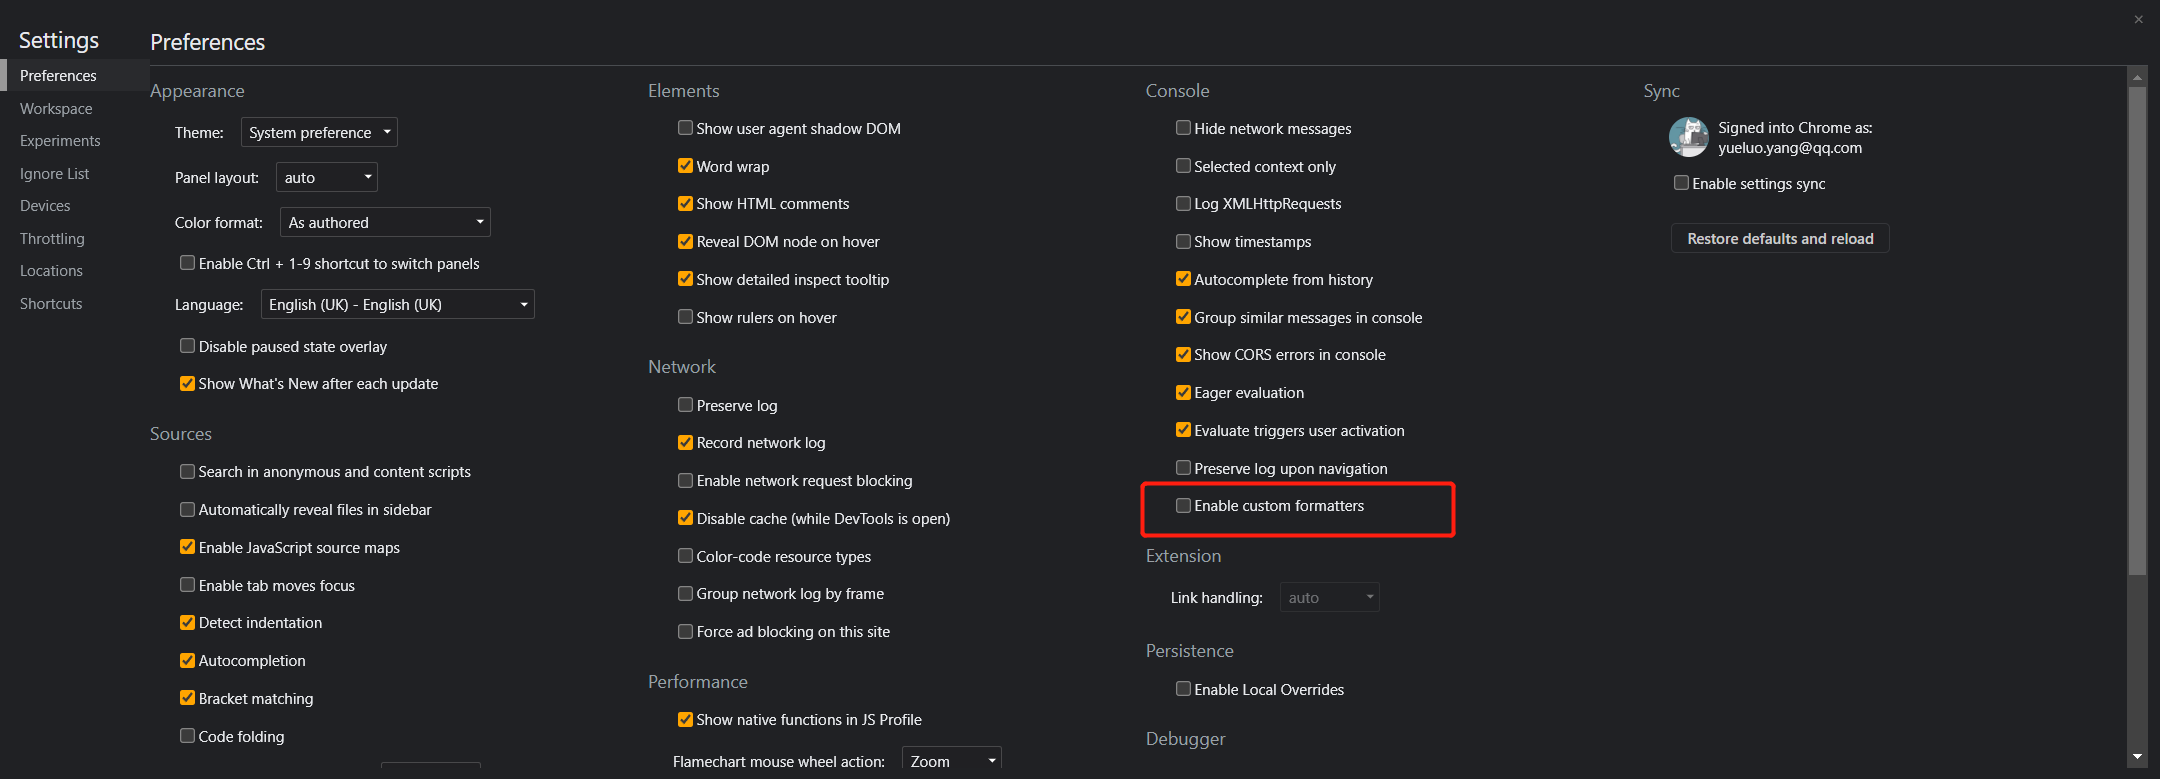 Settings
Preferences
Workspace
Experiments
Ignore List
Devices
Throttling
Locations
Shortcuts
Preferences
Appearance
Theme: System preference
Panel layout: auto
Color format: As authored
Enable Ctrl + 1-9 shortcut to switch panels
Language: English (UK) - English (UK)
Disable paused state overlay
Show What's New after each update
Sources
Search in anonymous and content scripts
Automatically reveal files in sidebar
Enable JavaScript source maps
Enable tab moves focus
Detect indentation
Autocompletion
Bracket matching
Code folding
Elements
Show user agent shadow DOM
Word wrap
Show HTML comments
Reveal DOM node on hover
Show detailed inspect tooltip
Show rulers on hover
Network
Preserve log
Record network log
Enable network request blocking
Disable cache (while DevTools is open)
Color-code resource types
Group network log by frame
Force ad blocking on this site
Performance
Show native functions in JS Profile
Flamechart mouse wheel action: Zoom
Console
Hide network messages
Selected context only
Log XMLHttpRequests
Show timestamps
Autocomplete from history
Group similar messages in console
Show CORS errors in console
Eager evaluation
Evaluate triggers user activation
Preserve log upon navigation
Enable custom formatters
Extension
Link handling: auto
Persistence
Enable Local Overrides
Debugger
Sync
Signed into Chrome as:
yueluo.yang@qq.com
Enable settings sync
Restore defaults and reload